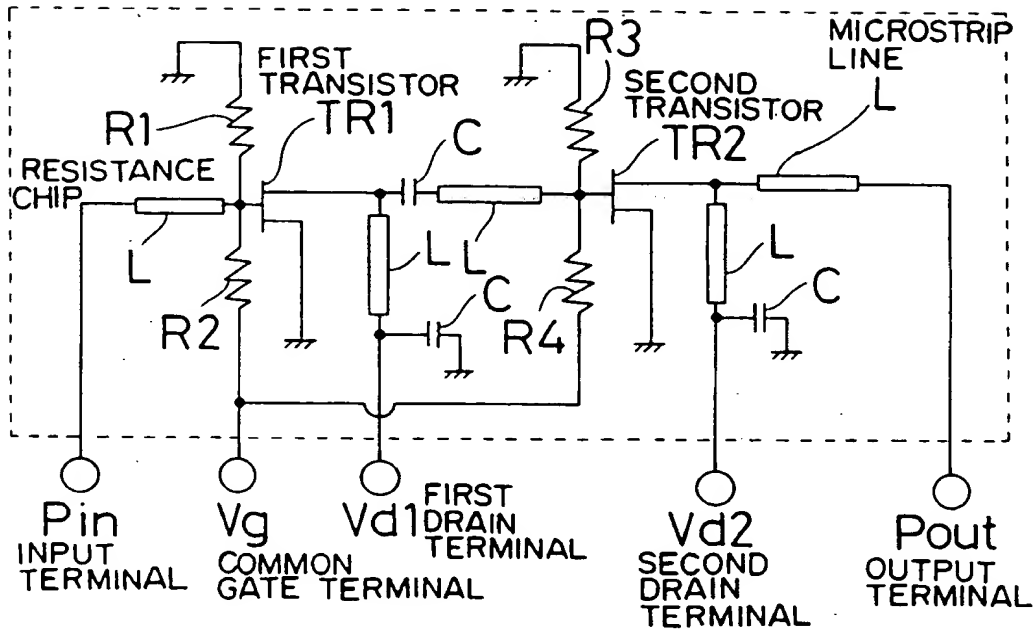 R1
FIRST
TRANSISTOR
TR1
R3
SECOND
TRANSISTOR
TR2
MICROSTRIP
LINE
L
RESISTANCE
CHIP
C
L
R2
L
L
C
R4
L
C
Pin
INPUT
TERMINAL
Vg
COMMON
GATE TERMINAL
Vd1
FIRST
DRAIN
TERMINAL
Vd2
SECOND
DRAIN
TERMINAL
Pout
OUTPUT
TERMINAL